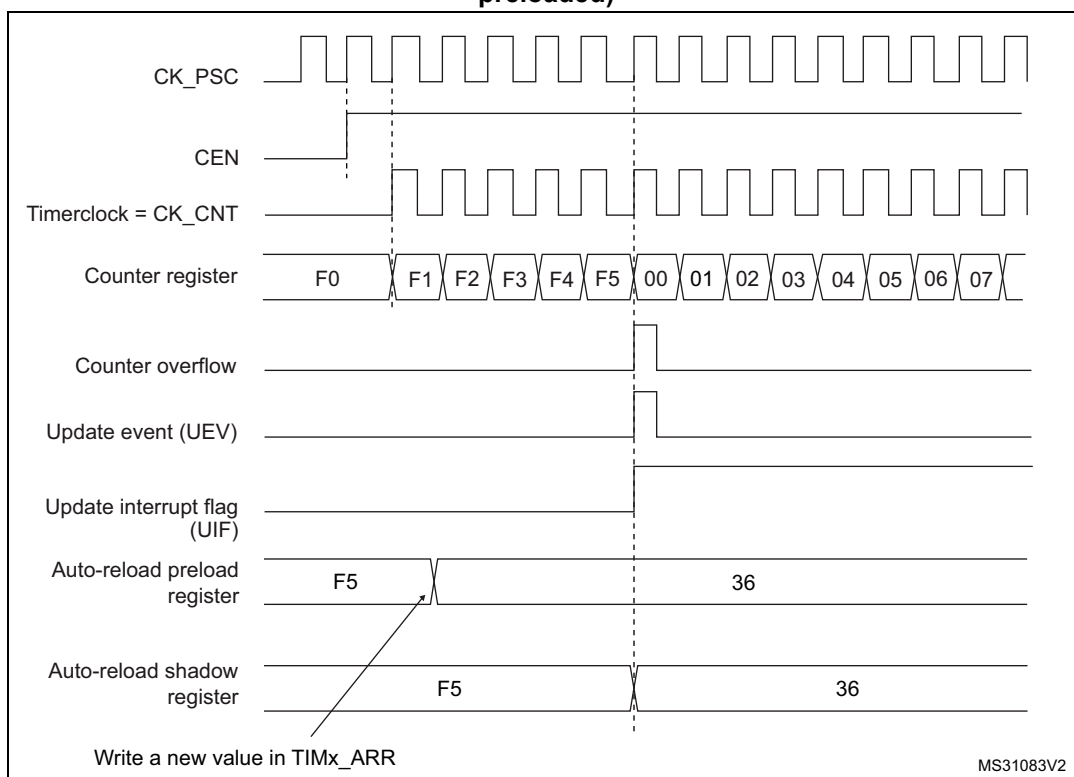 preloaded)
CK_PSC
CEN
Timerclock = CK_CNT
Counter register
F0 F1 F2 F3 F4 F5 00 01 02 03 04 05 06 07
Counter overflow
Update event (UEV)
Update interrupt flag
(UIF)
Auto-reload preload
register
F5 36
Auto-reload shadow
register
F5 36
Write a new value in TIMx_ARR
MS31083V2